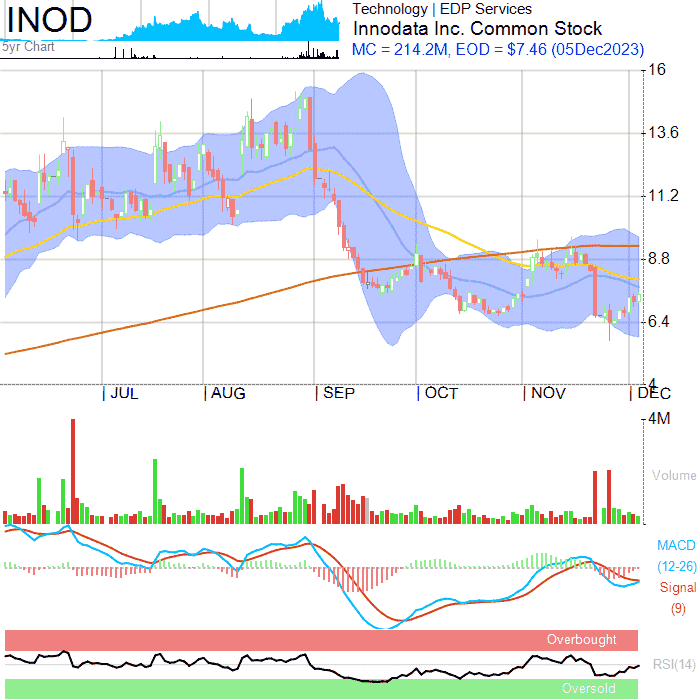 INOD
5yr Chart
Technology | EDP Services
Innodata Inc. Common Stock
MC = 214.2M, EOD = $7.46 (05Dec2023)
16
13.6
11.2
8.8
6.4
4
JUL AUG SEP OCT NOV DEC
4M
Volume
MACD
(12-26)
Signal
(9)
Overbought
RSI(14)
Oversold